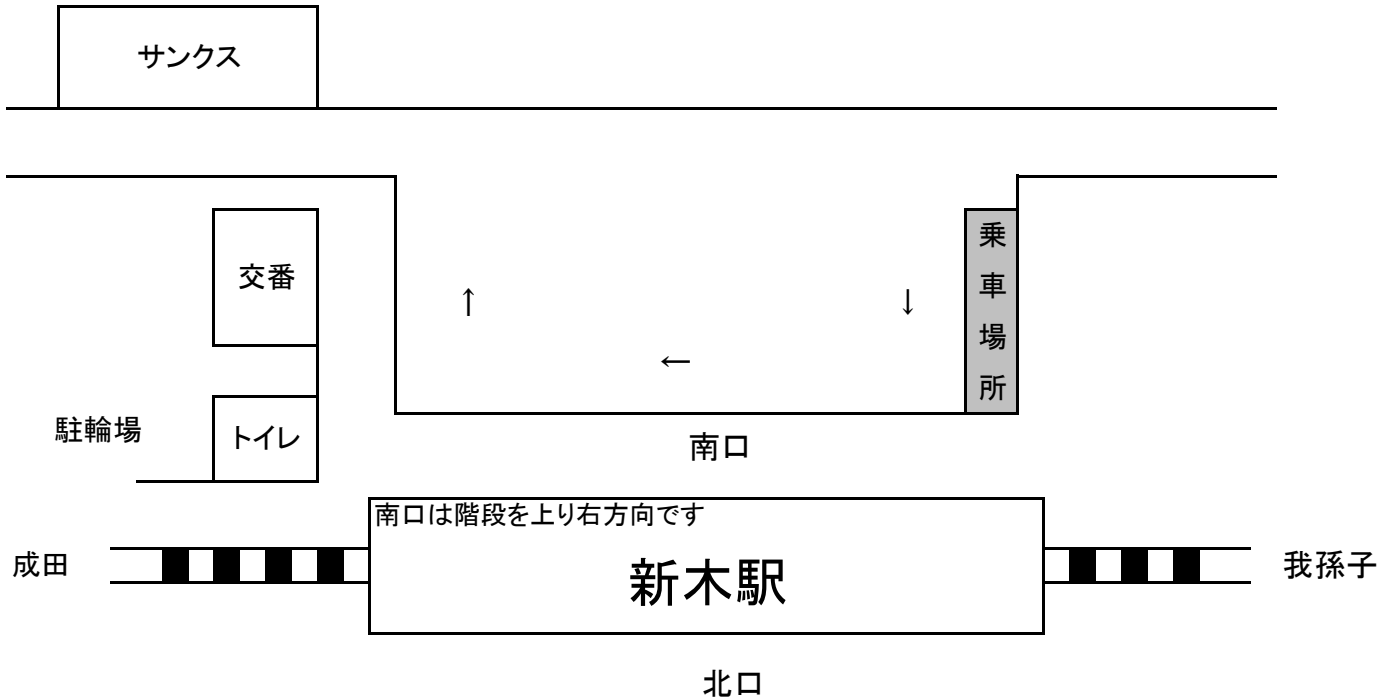 サンクス
交番
乗車場所
↑
↓
←
駐輪場
トイレ
南口
南口は階段を上り右方向です
成田
新木駅
我孫子
北口